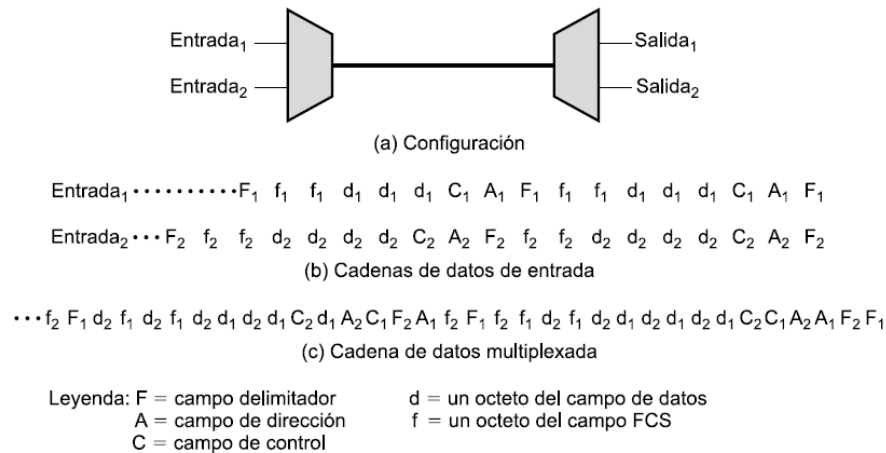 Entrada₁ Salida₁
Entrada₂ Salida₂
(a) Configuración
Entrada₁ ·········· F₁ f₁ f₁ d₁ d₁ d₁ C₁ A₁ F₁ f₁ f₁ d₁ d₁ d₁ C₁ A₁ F₁
Entrada₂ ··· F₂ f₂ f₂ d₂ d₂ d₂ d₂ C₂ A₂ F₂ f₂ f₂ d₂ d₂ d₂ d₂ C₂ A₂ F₂
(b) Cadenas de datos de entrada
··· f₂ F₁ d₂ f₁ d₂ f₁ d₂ d₁ d₂ d₁ C₂ d₁ A₂ C₁ F₂ A₁ f₂ F₁ f₂ f₁ d₂ f₁ d₂ d₁ d₂ d₁ d₂ d₁ C₂ C₁ A₂ A₁ F₂ F₁
(c) Cadena de datos multiplexada
Leyenda: F = campo delimitador d = un octeto del campo de datos
A = campo de dirección f = un octeto del campo FCS
C = campo de control